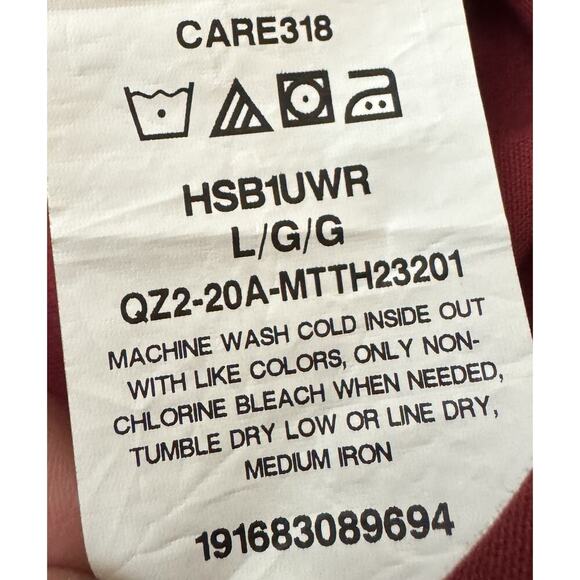 CARE318
HSB1UWR
L/G/G
QZ2-20A-MTTH23201
MACHINE WASH COLD INSIDE OUT
WITH LIKE COLORS, ONLY NON-
CHLORINE BLEACH WHEN NEEDED,
TUMBLE DRY LOW OR LINE DRY,
MEDIUM IRON
191683089694